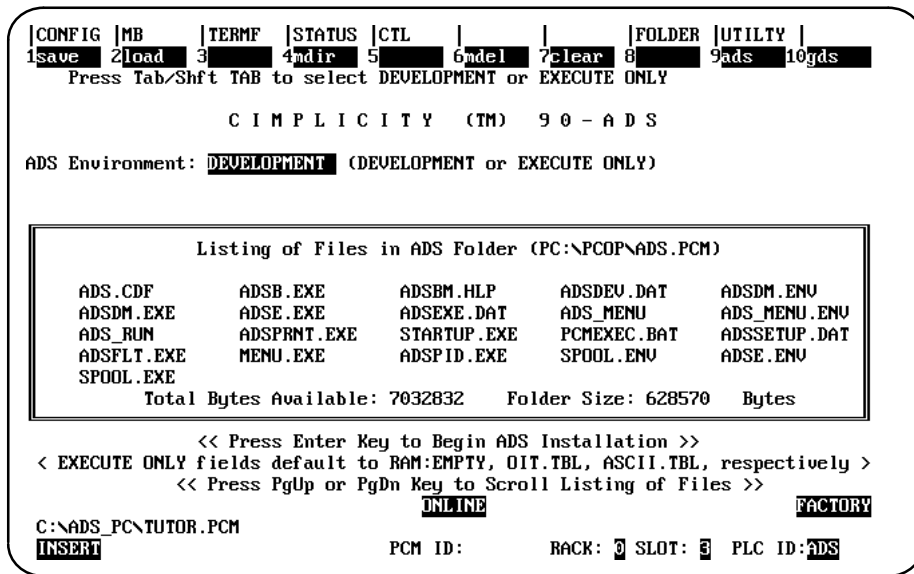 |CONFIG |MB |TERMF |STATUS |CTL | | |FOLDER |UTILTY |
1save 2load 3 4mdir 5 6mdel 7clear 8 9ads 10gds
Press Tab/Shft TAB to select DEVELOPMENT or EXECUTE ONLY
C I M P L I C I T Y (TM) 9 0 - A D S
ADS Environment: DEVELOPMENT (DEVELOPMENT or EXECUTE ONLY)
Listing of Files in ADS Folder (PC:\PCOP\ADS.PCM)
ADS.CDF ADSB.EXE ADSBM.HLP ADSDEV.DAT ADSDM.ENV
ADSDM.EXE ADSE.EXE ADSEXE.DAT ADS_MENU ADS_MENU.ENV
ADS_RUN ADSPRNT.EXE STARTUP.EXE PCMEXEC.BAT ADSSETUP.DAT
ADSFLT.EXE MENU.EXE ADSPID.EXE SPOOL.ENV ADSE.ENV
SPOOL.EXE
Total Bytes Available: 7032832 Folder Size: 628570 Bytes
<< Press Enter Key to Begin ADS Installation >>
< EXECUTE ONLY fields default to RAM:EMPTY, OIT.TBL, ASCII.TBL, respectively >
<< Press PgUp or PgDn Key to Scroll Listing of Files >>
ONLINE FACTORY
C:\ADS_PC\TUTOR.PCM
INSERT PCM ID: RACK: 0 SLOT: 3 PLC ID:ADS